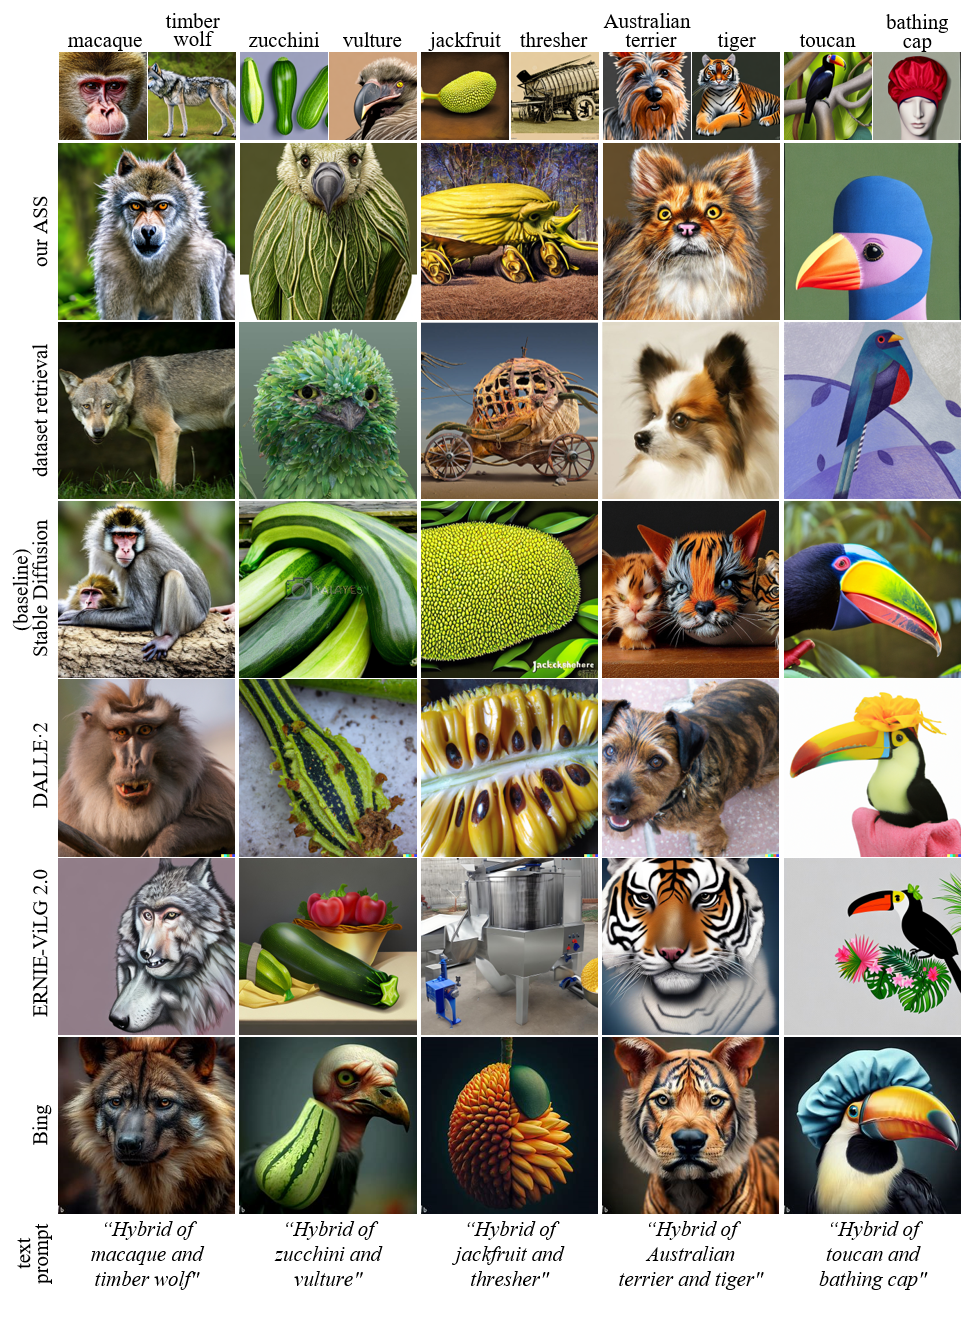 macaque
timber
wolf
zucchini
vulture
jackfruit
thresher
Australian
terrier
tiger
toucan
bathing
cap
our ASS
dataset retrieval
(baseline)
Stable Diffusion
Jackcknohere
DALLE·2
ERNIE-ViLG 2.0
Bing
text
prompt
“Hybrid of
macaque and
timber wolf"
“Hybrid of
zucchini and
vulture"
“Hybrid of
jackfruit and
thresher"
“Hybrid of
Australian
terrier and tiger"
“Hybrid of
toucan and
bathing cap"